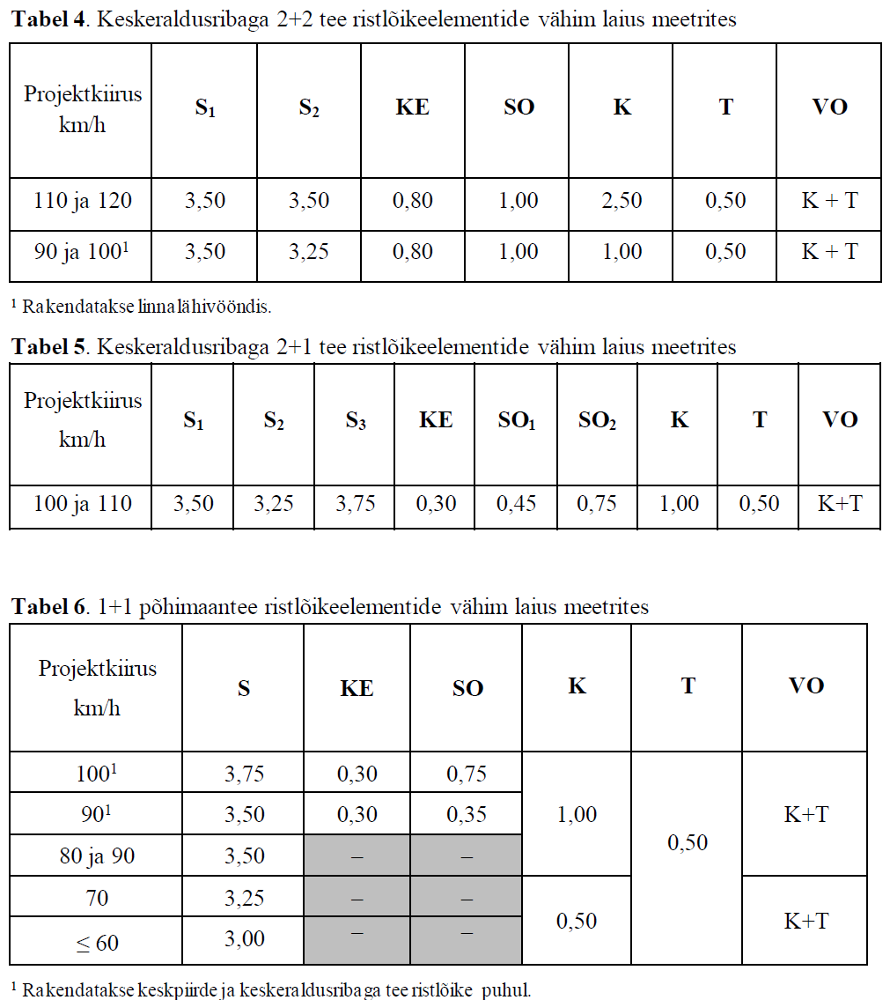 Tabel 4. Keskeraldusribaga 2+2 tee ristlõikeelementide vähim laius meetrites
Projektkiirus km/h S₁ S₂ KE SO K T VO
110 ja 120 3,50 3,50 0,80 1,00 2,50 0,50 K + T
90 ja 100¹ 3,50 3,25 0,80 1,00 1,00 0,50 K + T
¹ Rakendatakse linnalähivööndis.
Tabel 5. Keskeraldusribaga 2+1 tee ristlõikeelementide vähim laius meetrites
Projektkiirus km/h S₁ S₂ S₃ KE SO₁ SO₂ K T VO
100 ja 110 3,50 3,25 3,75 0,30 0,45 0,75 1,00 0,50 K+T
Tabel 6. 1+1 põhimaantee ristlõikeelementide vähim laius meetrites
Projektkiirus km/h S KE SO K T VO
100¹ 3,75 0,30 0,75
90¹ 3,50 0,30 0,35 1,00 K+T
80 ja 90 3,50 – – 0,50
70 3,25 – –
0,50 K+T
≤ 60 3,00 – –
¹ Rakendatakse keskpiirde ja keskeraldusribaga tee ristlõike puhul.